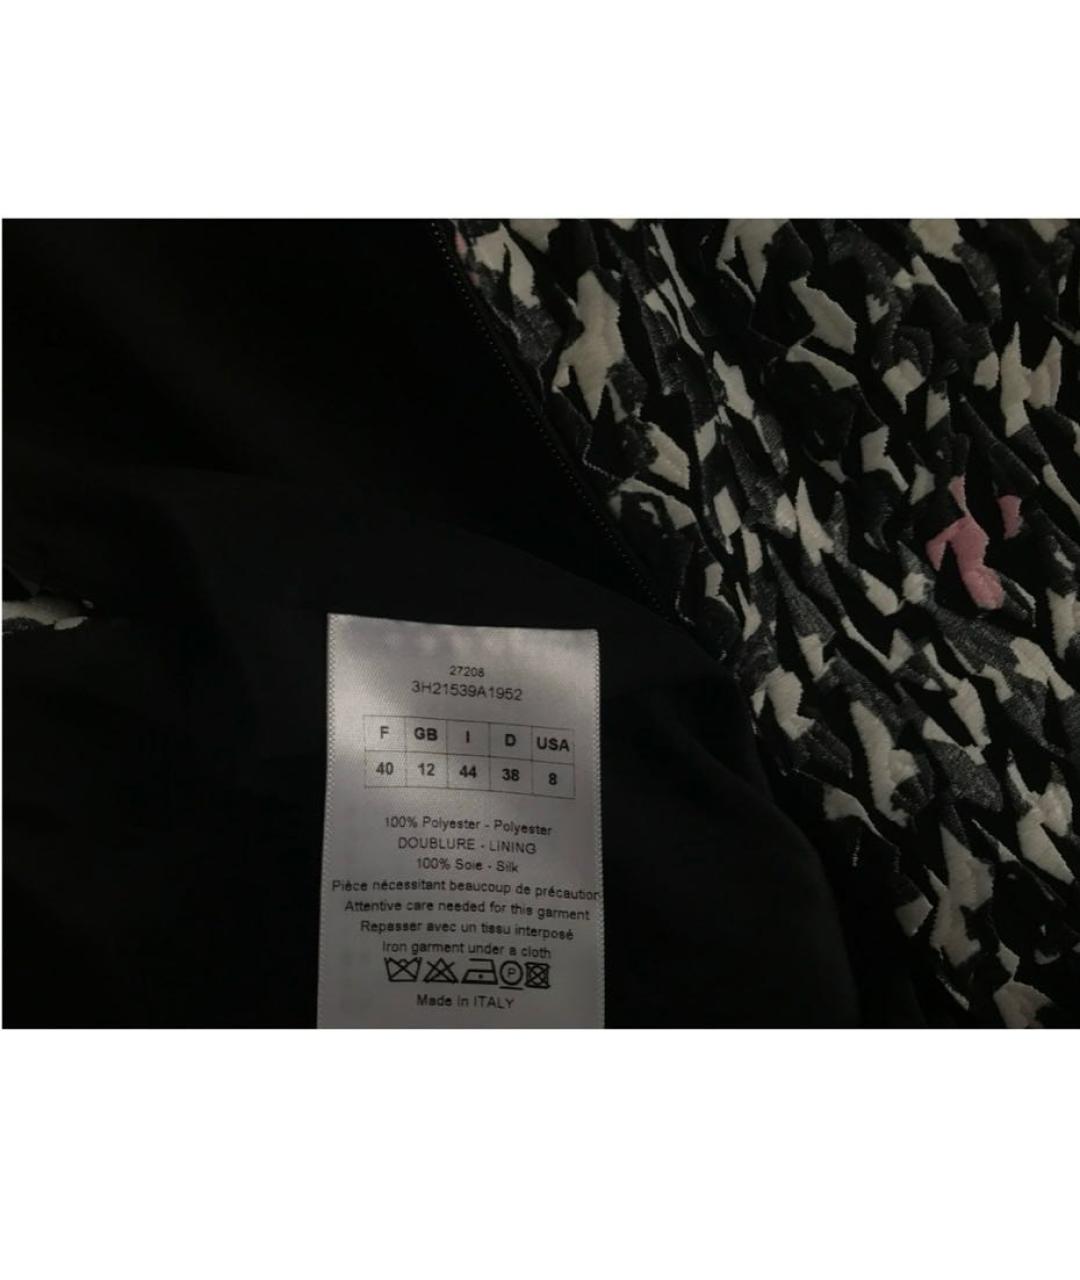 27208
3H21539A1952
F GB I D USA
40 12 44 38 8
100% Polyester - Polyester
DOUBLURE - LINING
100% Soie - Silk
Pièce nécessitant beaucoup de précaution
Attentive care needed for this garment
Repasser avec un tissu interposé
Iron garment under a cloth
P
Made in ITALY